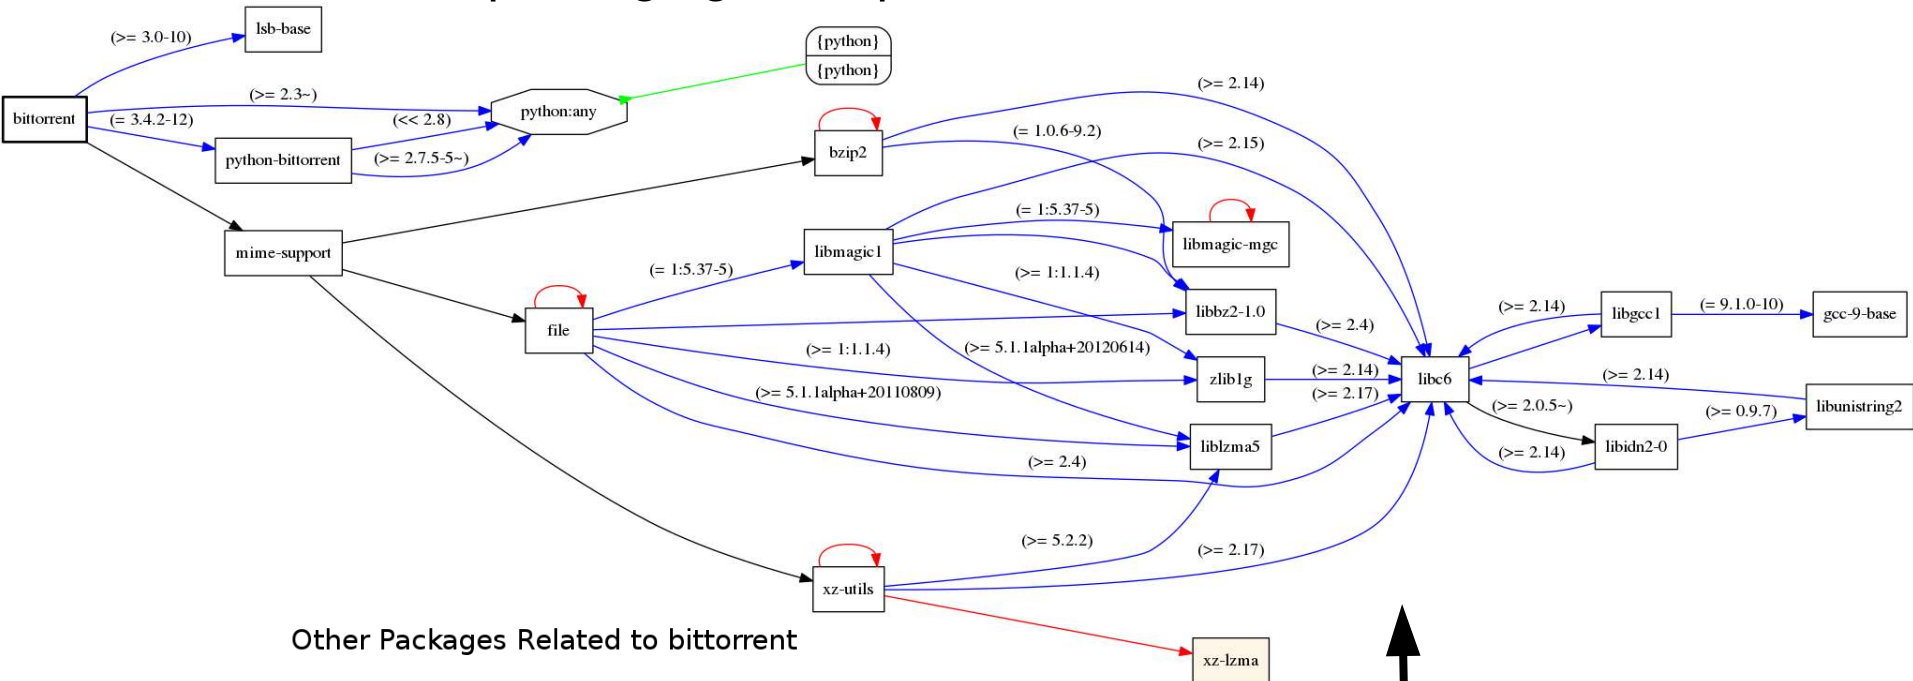 lsb-base
(>= 3.0-10)
{python}
{python}
(>= 2.3~)
(>= 2.14)
bittorrent
(= 3.4.2-12)
(<< 2.8)
python:any
(= 1.0.6-9.2)
(>= 2.15)
python-bittorrent
(>= 2.7.5-5~)
bzip2
(= 1:5.37-5)
mime-support
libmagic1
libmagic-mgc
(= 1:5.37-5)
(>= 1:1.1.4)
libbz2-1.0
(>= 2.14)
libgcc1
(= 9.1.0-10)
gcc-9-base
file
(>= 2.4)
(>= 1:1.1.4)
(>= 5.1.1alpha+20120614)
zlib1g
(>= 2.14)
libc6
(>= 2.14)
(>= 5.1.1alpha+20110809)
(>= 2.17)
(>= 2.0.5~)
(>= 0.9.7)
libunistring2
liblzma5
libidn2-0
(>= 2.4)
(>= 2.14)
(>= 5.2.2)
(>= 2.17)
xz-utils
Other Packages Related to bittorrent
xz-lzma